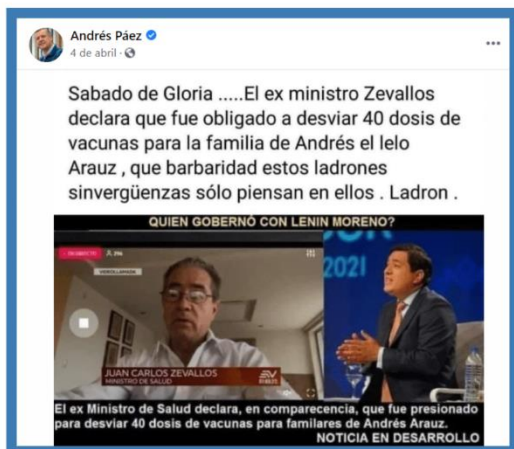 Andrés Páez
4 de abril ·
Sabado de Gloria .....El ex ministro Zevallos
declara que fue obligado a desviar 40 dosis de
vacunas para la familia de Andrés el lelo
Arauz , que barbaridad estos ladrones
sinvergüenzas sólo piensan en ellos . Ladron .
QUIEN GOBERNÓ CON LENIN MORENO?
EN DIRECTO
VIDEOLLAMADA
2021
JUAN CARLOS ZEVALLOS
MINISTRO DE SALUD
El ex Ministro de Salud declara, en comparecencia, que fue presionado
para desviar 40 dosis de vacunas para familares de Andrés Arauz.
NOTICIA EN DESARROLLO